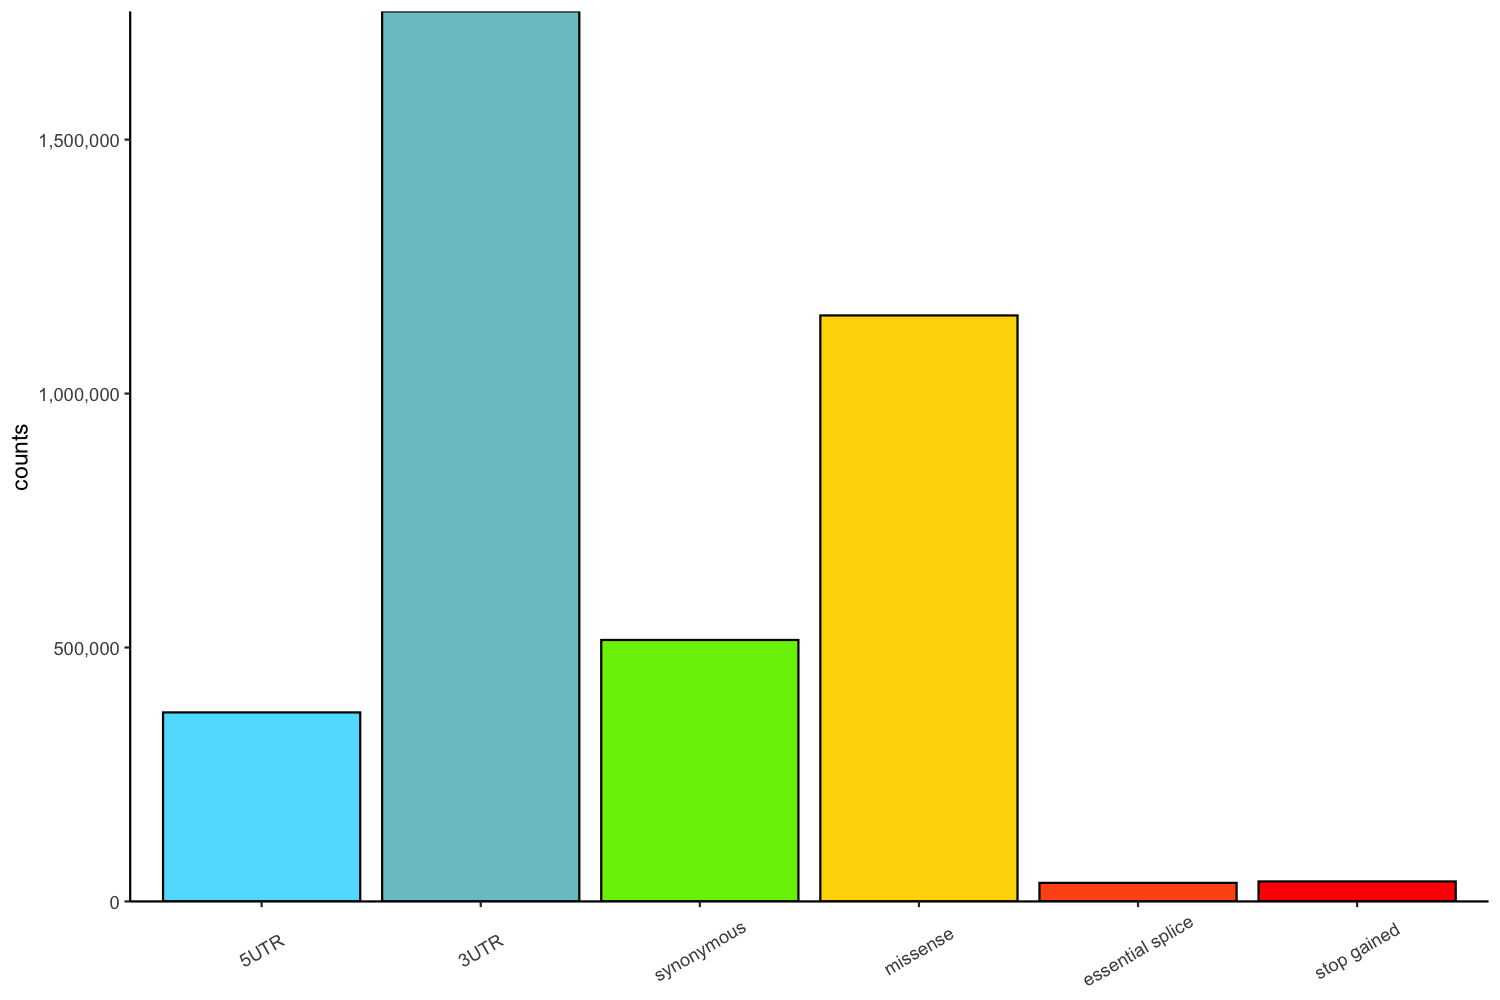 counts
1,500,000
1,000,000
500,000
0
5UTR
3UTR
synonymous
missense
essential splice
stop gained